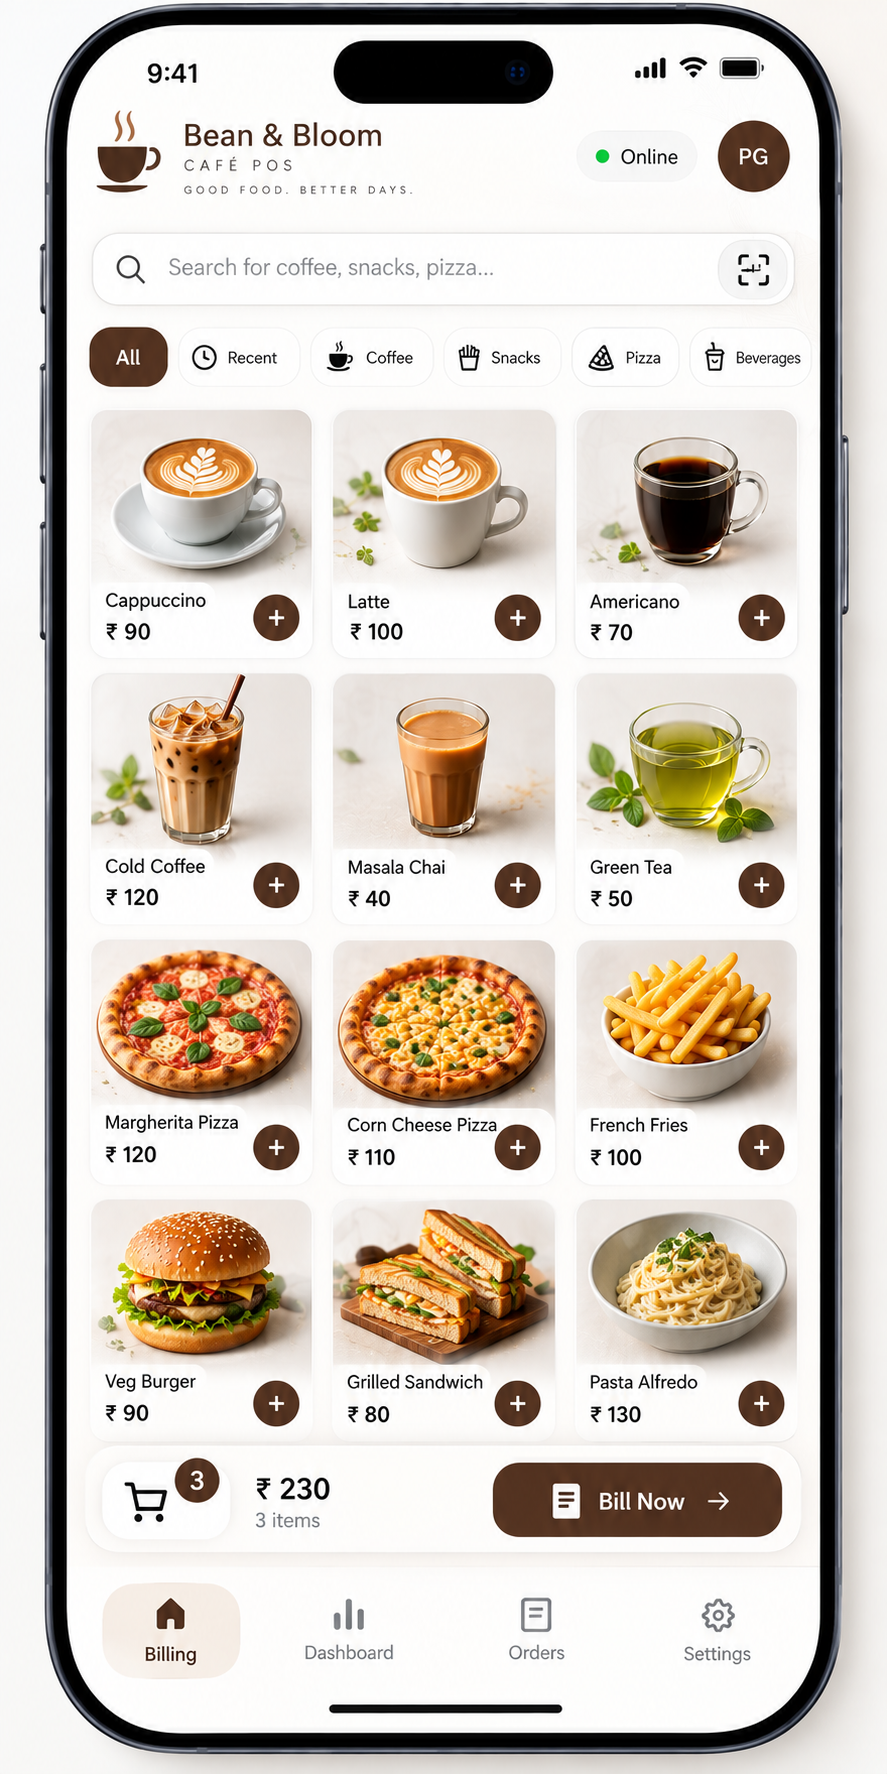 9:41
Bean & Bloom
CAFÉ POS
GOOD FOOD. BETTER DAYS.
Online
PG
Search for coffee, snacks, pizza...
All
Recent
Coffee
Snacks
Pizza
Beverages
Cappuccino
₹ 90
Latte
₹ 100
Americano
₹ 70
Cold Coffee
₹ 120
Masala Chai
₹ 40
Green Tea
₹ 50
Margherita Pizza
₹ 120
Corn Cheese Pizza
₹ 110
French Fries
₹ 100
Veg Burger
₹ 90
Grilled Sandwich
₹ 80
Pasta Alfredo
₹ 130
3
₹ 230
3 items
Bill Now
Billing
Dashboard
Orders
Settings